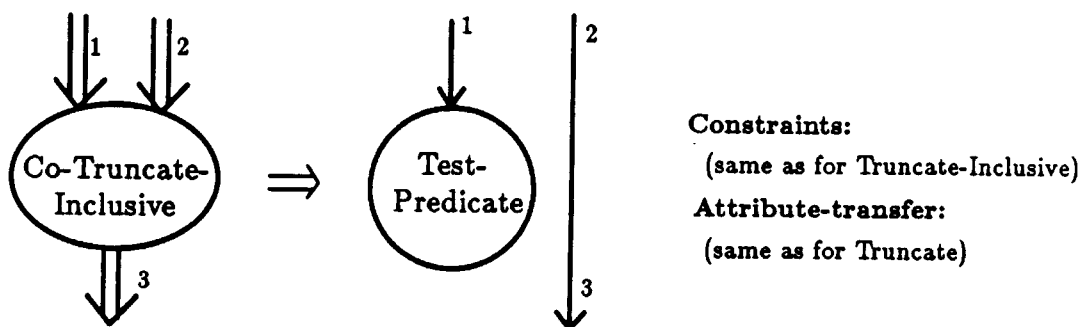 1
2
Co-Truncate-
Inclusive
3
1
2
Test-
Predicate
3
Constraints:
(same as for Truncate-Inclusive)
Attribute-transfer:
(same as for Truncate)